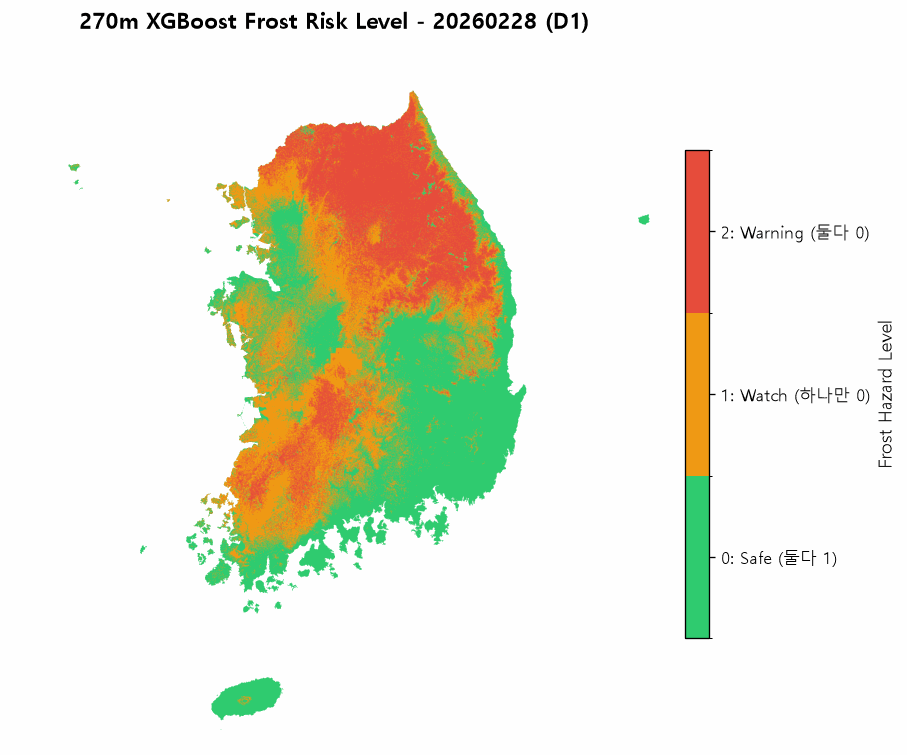 270m XGBoost Frost Risk Level - 20260228 (D1)
2: Warning (둘다 0)
1: Watch (하나만 0)
0: Safe (둘다 1)
Frost Hazard Level